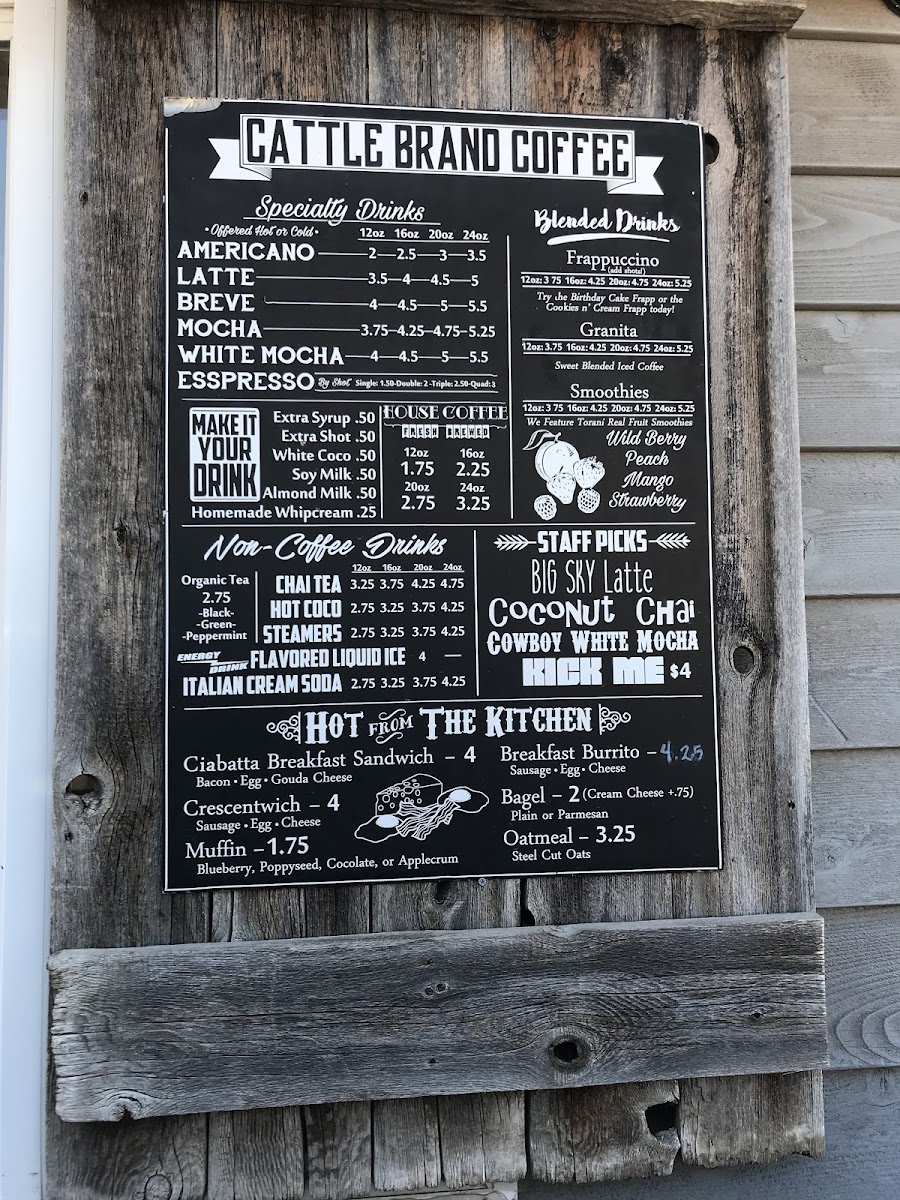 CATTLE BRAND COFFEE
Specialty Drinks
•Offered Hot or Cold•
12oz 16oz 20oz 24oz
AMERICANO — 2 — 2.5 — 3 — 3.5
LATTE — 3.5 — 4 — 4.5 — 5
BREVE — 4 — 4.5 — 5 — 5.5
MOCHA — 3.75 — 4.25 — 4.75 — 5.25
WHITE MOCHA — 4 — 4.5 — 5 — 5.5
ESSPRESSO By Shot Single: 1.50-Double: 2 -Triple: 2.50-Quad: 3
MAKE IT
YOUR
DRINK
Extra Syrup .50
Extra Shot .50
White Coco .50
Soy Milk .50
Almond Milk .50
Homemade Whipcream .25
HOUSE COFFEE
FRESH BREWED
12oz 16oz
1.75 2.25
20oz 24oz
2.75 3.25
Blended Drinks
Frappuccino
(add shots!)
12oz: 3 75 16oz: 4.25 20oz: 4.75 24oz: 5.25
Try the Birthday Cake Frapp or the
Cookies n' Cream Frapp today!
Granita
12oz: 3.75 16oz: 4.25 20oz: 4.75 24oz: 5.25
Sweet Blended Iced Coffee
Smoothies
12oz: 3 75 16oz: 4.25 20oz: 4.75 24oz: 5.25
We Feature Torani Real Fruit Smoothies
Wild Berry
Peach
Mango
Strawberry
Non-Coffee Drinks
12oz 16oz 20oz 24oz
Organic Tea
2.75
-Black-
-Green-
-Peppermint
CHAI TEA 3.25 3.75 4.25 4.75
HOT COCO 2.75 3.25 3.75 4.25
STEAMERS 2.75 3.25 3.75 4.25
ENERGY DRINK FLAVORED LIQUID ICE 4 —
ITALIAN CREAM SODA 2.75 3.25 3.75 4.25
STAFF PICKS
BIG SKY Latte
Coconut Chai
COWBOY WHITE MOCHA
KICK ME $4
HOT FROM THE KITCHEN
Ciabatta Breakfast Sandwich – 4
Bacon • Egg • Gouda Cheese
Crescentwich – 4
Sausage • Egg • Cheese
Muffin – 1.75
Blueberry, Poppyseed, Cocolate, or Applecrum
Breakfast Burrito – 4.25
Sausage • Egg • Cheese
Bagel – 2 (Cream Cheese +.75)
Plain or Parmesan
Oatmeal – 3.25
Steel Cut Oats